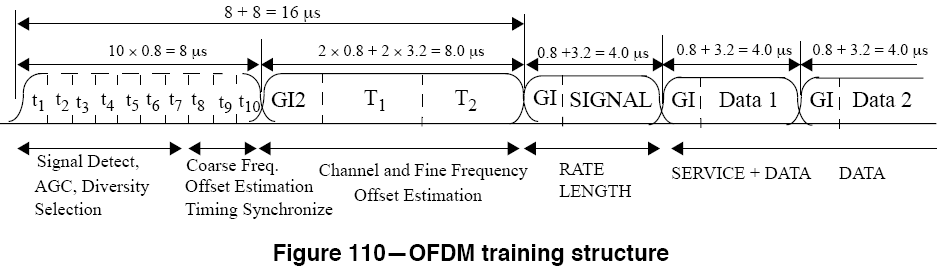 8 + 8 = 16 μs
10 × 0.8 = 8 μs
2 × 0.8 + 2 × 3.2 = 8.0 μs
0.8 +3.2 = 4.0 μs
0.8 + 3.2 = 4.0 μs
0.8 + 3.2 = 4.0 μs
t1 t2 t3 t4 t5 t6 t7 t8 t9 t10 GI2 T1 T2 GI SIGNAL GI Data 1 GI Data 2
Signal Detect,
AGC, Diversity
Selection
Coarse Freq.
Offset Estimation
Timing Synchronize
Channel and Fine Frequency
Offset Estimation
RATE
LENGTH
SERVICE + DATA
DATA
Figure 110—OFDM training structure